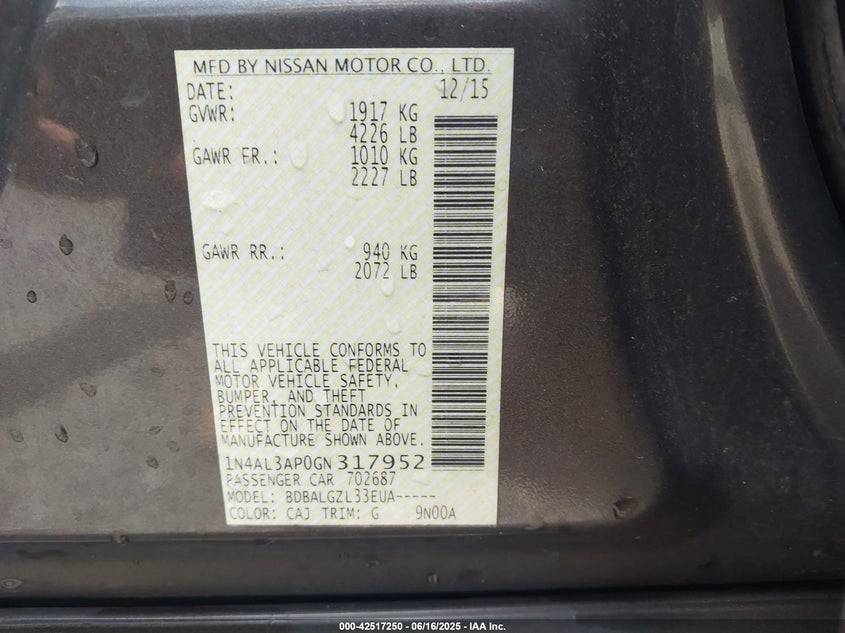 MFD BY NISSAN MOTOR CO., LTD.
DATE: 12/15
GVWR: 1917 KG
4226 LB
GAWR FR.: 1010 KG
2227 LB
GAWR RR.: 940 KG
2072 LB
THIS VEHICLE CONFORMS TO
ALL APPLICABLE FEDERAL
MOTOR VEHICLE SAFETY,
BUMPER, AND THEFT
PREVENTION STANDARDS IN
EFFECT ON THE DATE OF
MANUFACTURE SHOWN ABOVE.
1N4AL3AP0GN317952
PASSENGER CAR 702687
MODEL: BDBALGZL33EUA-----
COLOR: CAJ TRIM: G 9N00A
000-42517250 - 06/16/2025 - IAA Inc.